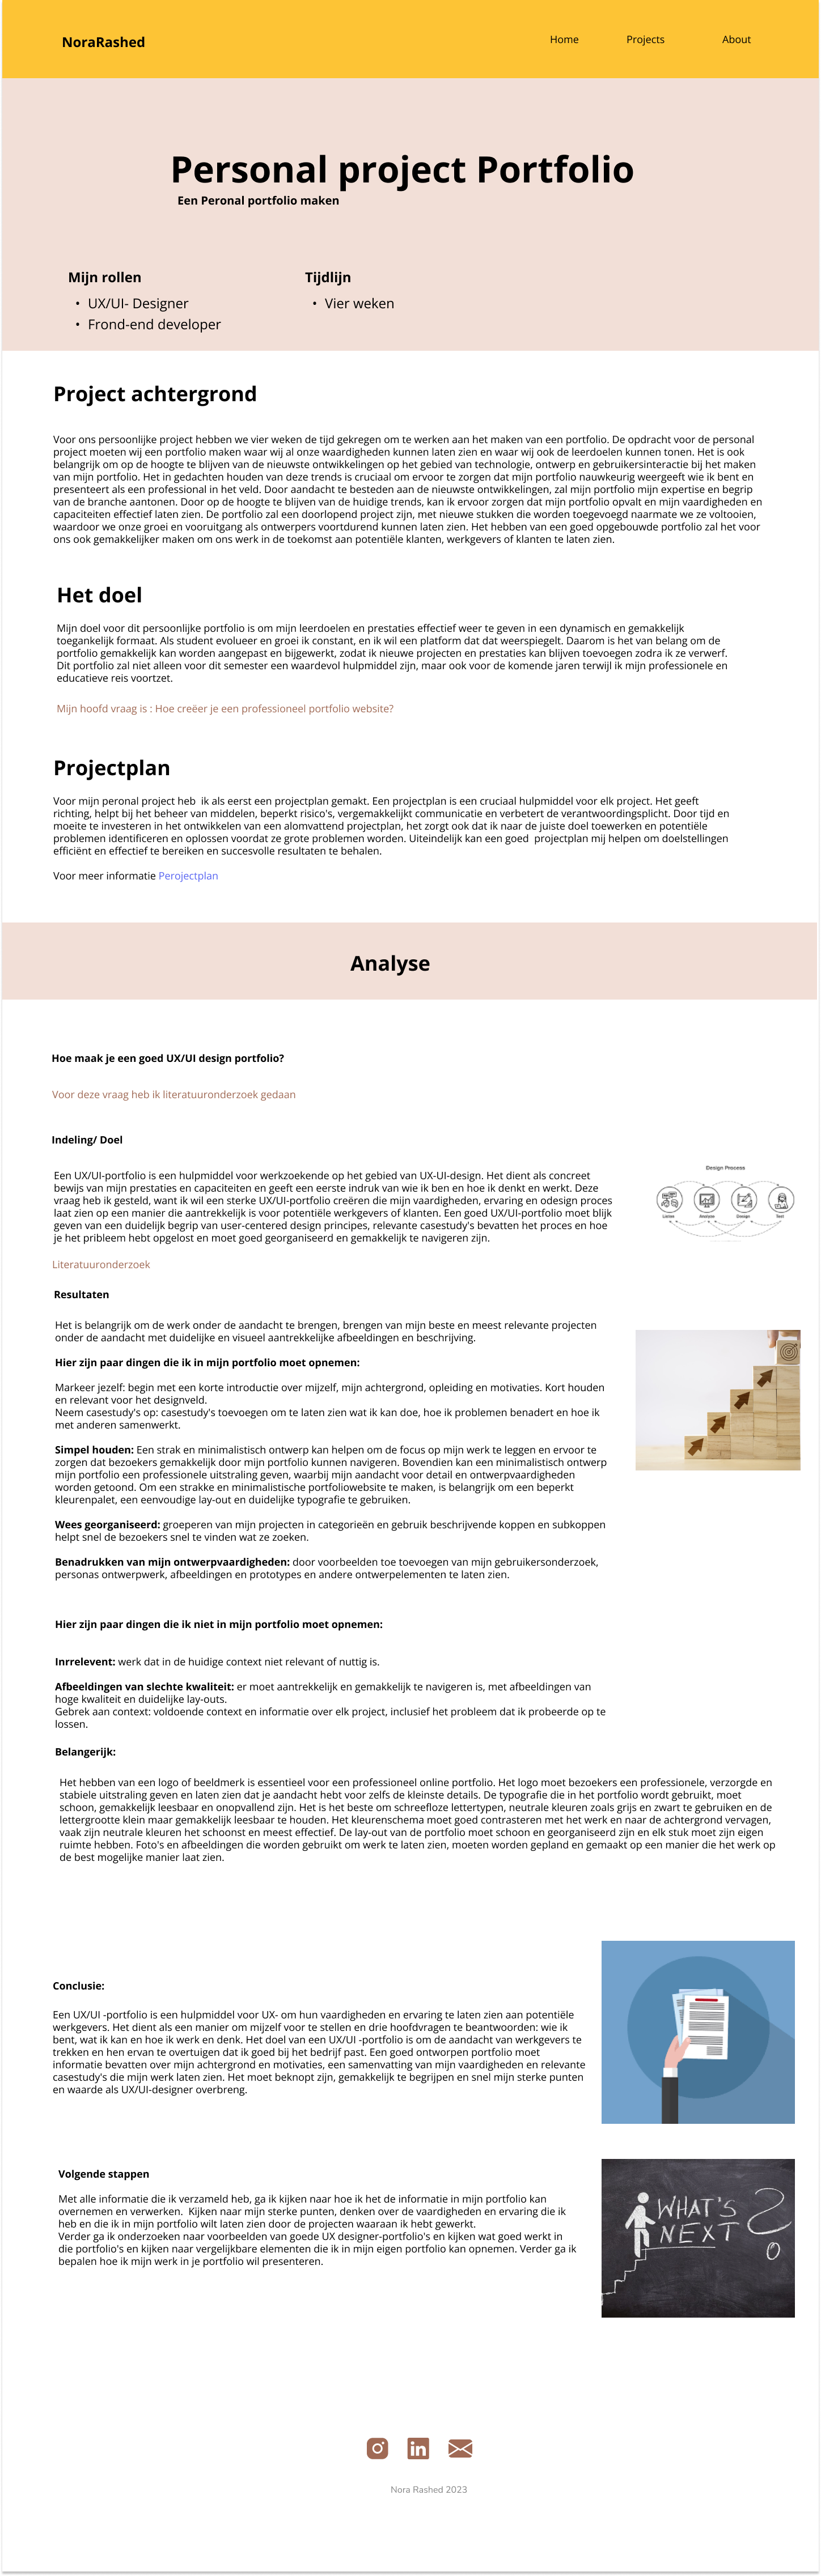 NoraRashed
Home
Projects
About
Personal project Portfolio
Een Peronal portfolio maken
Mijn rollen
• UX/UI- Designer
• Frond-end developer
Tijdlijn
• Vier weken
Project achtergrond
Voor ons persoonlijke project hebben we vier weken de tijd gekregen om te werken aan het maken van een portfolio. De opdracht voor de personal
project moeten wij een portfolio maken waar wij al onze waardigheden kunnen laten zien en waar wij ook de leerdoelen kunnen tonen. Het is ook
belangrijk om op de hoogte te blijven van de nieuwste ontwikkelingen op het gebied van technologie, ontwerp en gebruikersinteractie bij het maken
van mijn portfolio. Het in gedachten houden van deze trends is cruciaal om ervoor te zorgen dat mijn portfolio nauwkeurig weergeeft wie ik bent en
presenteert als een professional in het veld. Door aandacht te besteden aan de nieuwste ontwikkelingen, zal mijn portfolio mijn expertise en begrip
van de branche aantonen. Door op de hoogte te blijven van de huidige trends, kan ik ervoor zorgen dat mijn portfolio opvalt en mijn vaardigheden en
capaciteiten effectief laten zien. De portfolio zal een doorlopend project zijn, met nieuwe stukken die worden toegevoegd naarmate we ze voltooien,
waardoor we onze groei en vooruitgang als ontwerpers voortdurend kunnen laten zien. Het hebben van een goed opgebouwde portfolio zal het voor
ons ook gemakkelijker maken om ons werk in de toekomst aan potentiële klanten, werkgevers of klanten te laten zien.
Het doel
Mijn doel voor dit persoonlijke portfolio is om mijn leerdoelen en prestaties effectief weer te geven in een dynamisch en gemakkelijk
toegankelijk formaat. Als student evolueer en groei ik constant, en ik wil een platform dat dat weerspiegelt. Daarom is het van belang om de
portfolio gemakkelijk kan worden aangepast en bijgewerkt, zodat ik nieuwe projecten en prestaties kan blijven toevoegen zodra ik ze verwerf.
Dit portfolio zal niet alleen voor dit semester een waardevol hulpmiddel zijn, maar ook voor de komende jaren terwijl ik mijn professionele en
educatieve reis voortzet.
Mijn hoofd vraag is : Hoe creëer je een professioneel portfolio website?
Projectplan
Voor mijn peronal project heb ik als eerst een projectplan gemakt. Een projectplan is een cruciaal hulpmiddel voor elk project. Het geeft
richting, helpt bij het beheer van middelen, beperkt risico's, vergemakkelijkt communicatie en verbetert de verantwoordingsplicht. Door tijd en
moeite te investeren in het ontwikkelen van een alomvattend projectplan, het zorgt ook dat ik naar de juiste doel toewerken en potentiële
problemen identificeren en oplossen voordat ze grote problemen worden. Uiteindelijk kan een goed projectplan mij helpen om doelstellingen
efficiënt en effectief te bereiken en succesvolle resultaten te behalen.
Voor meer informatie Perojectplan
Analyse
Hoe maak je een goed UX/UI design portfolio?
Voor deze vraag heb ik literatuuronderzoek gedaan
Indeling/ Doel
Een UX/UI-portfolio is een hulpmiddel voor werkzoekende op het gebied van UX-UI-design. Het dient als concreet
bewijs van mijn prestaties en capaciteiten en geeft een eerste indruk van wie ik ben en hoe ik denkt en werkt. Deze
vraag heb ik gesteld, want ik wil een sterke UX/UI-portfolio creëren die mijn vaardigheden, ervaring en odesign proces
laat zien op een manier die aantrekkelijk is voor potentiële werkgevers of klanten. Een goed UX/UI-portfolio moet blijk
geven van een duidelijk begrip van user-centered design principes, relevante casestudy's bevatten het proces en hoe
je het pribleem hebt opgelost en moet goed georganiseerd en gemakkelijk te navigeren zijn.
Design Process
Listen
Analyze
Design
Test
Literatuuronderzoek
Resultaten
Het is belangrijk om de werk onder de aandacht te brengen, brengen van mijn beste en meest relevante projecten
onder de aandacht met duidelijke en visueel aantrekkelijke afbeeldingen en beschrijving.
Hier zijn paar dingen die ik in mijn portfolio moet opnemen:
Markeer jezelf: begin met een korte introductie over mijzelf, mijn achtergrond, opleiding en motivaties. Kort houden
en relevant voor het designveld.
Neem casestudy's op: casestudy's toevoegen om te laten zien wat ik kan doe, hoe ik problemen benadert en hoe ik
met anderen samenwerkt.
Simpel houden: Een strak en minimalistisch ontwerp kan helpen om de focus op mijn werk te leggen en ervoor te
zorgen dat bezoekers gemakkelijk door mijn portfolio kunnen navigeren. Bovendien kan een minimalistisch ontwerp
mijn portfolio een professionele uitstraling geven, waarbij mijn aandacht voor detail en ontwerpvaardigheden
worden getoond. Om een strakke en minimalistische portfoliowebsite te maken, is belangrijk om een beperkt
kleurenpalet, een eenvoudige lay-out en duidelijke typografie te gebruiken.
Wees georganiseerd: groeperen van mijn projecten in categorieën en gebruik beschrijvende koppen en subkoppen
helpt snel de bezoekers snel te vinden wat ze zoeken.
Benadrukken van mijn ontwerpvaardigheden: door voorbeelden toe toevoegen van mijn gebruikersonderzoek,
personas ontwerpwerk, afbeeldingen en prototypes en andere ontwerpelementen te laten zien.
Hier zijn paar dingen die ik niet in mijn portfolio moet opnemen:
Inrrelevent: werk dat in de huidige context niet relevant of nuttig is.
Afbeeldingen van slechte kwaliteit: er moet aantrekkelijk en gemakkelijk te navigeren is, met afbeeldingen van
hoge kwaliteit en duidelijke lay-outs.
Gebrek aan context: voldoende context en informatie over elk project, inclusief het probleem dat ik probeerde op te
lossen.
Belangerijk:
Het hebben van een logo of beeldmerk is essentieel voor een professioneel online portfolio. Het logo moet bezoekers een professionele, verzorgde en
stabiele uitstraling geven en laten zien dat je aandacht hebt voor zelfs de kleinste details. De typografie die in het portfolio wordt gebruikt, moet
schoon, gemakkelijk leesbaar en onopvallend zijn. Het is het beste om schreefloze lettertypen, neutrale kleuren zoals grijs en zwart te gebruiken en de
lettergrootte klein maar gemakkelijk leesbaar te houden. Het kleurenschema moet goed contrasteren met het werk en naar de achtergrond vervagen,
vaak zijn neutrale kleuren het schoonst en meest effectief. De lay-out van de portfolio moet schoon en georganiseerd zijn en elk stuk moet zijn eigen
ruimte hebben. Foto's en afbeeldingen die worden gebruikt om werk te laten zien, moeten worden gepland en gemaakt op een manier die het werk op
de best mogelijke manier laat zien.
Conclusie:
Een UX/UI -portfolio is een hulpmiddel voor UX- om hun vaardigheden en ervaring te laten zien aan potentiële
werkgevers. Het dient als een manier om mijzelf voor te stellen en drie hoofdvragen te beantwoorden: wie ik
bent, wat ik kan en hoe ik werk en denk. Het doel van een UX/UI -portfolio is om de aandacht van werkgevers te
trekken en hen ervan te overtuigen dat ik goed bij het bedrijf past. Een goed ontworpen portfolio moet
informatie bevatten over mijn achtergrond en motivaties, een samenvatting van mijn vaardigheden en relevante
casestudy's die mijn werk laten zien. Het moet beknopt zijn, gemakkelijk te begrijpen en snel mijn sterke punten
en waarde als UX/UI-designer overbreng.
Volgende stappen
Met alle informatie die ik verzameld heb, ga ik kijken naar hoe ik het de informatie in mijn portfolio kan
overnemen en verwerken. Kijken naar mijn sterke punten, denken over de vaardigheden en ervaring die ik
heb en die ik in mijn portfolio wilt laten zien door de projecten waaraan ik hebt gewerkt.
Verder ga ik onderzoeken naar voorbeelden van goede UX designer-portfolio's en kijken wat goed werkt in
die portfolio's en kijken naar vergelijkbare elementen die ik in mijn eigen portfolio kan opnemen. Verder ga ik
bepalen hoe ik mijn werk in je portfolio wil presenteren.
WHAT'S
NEXT ?
in
Nora Rashed 2023